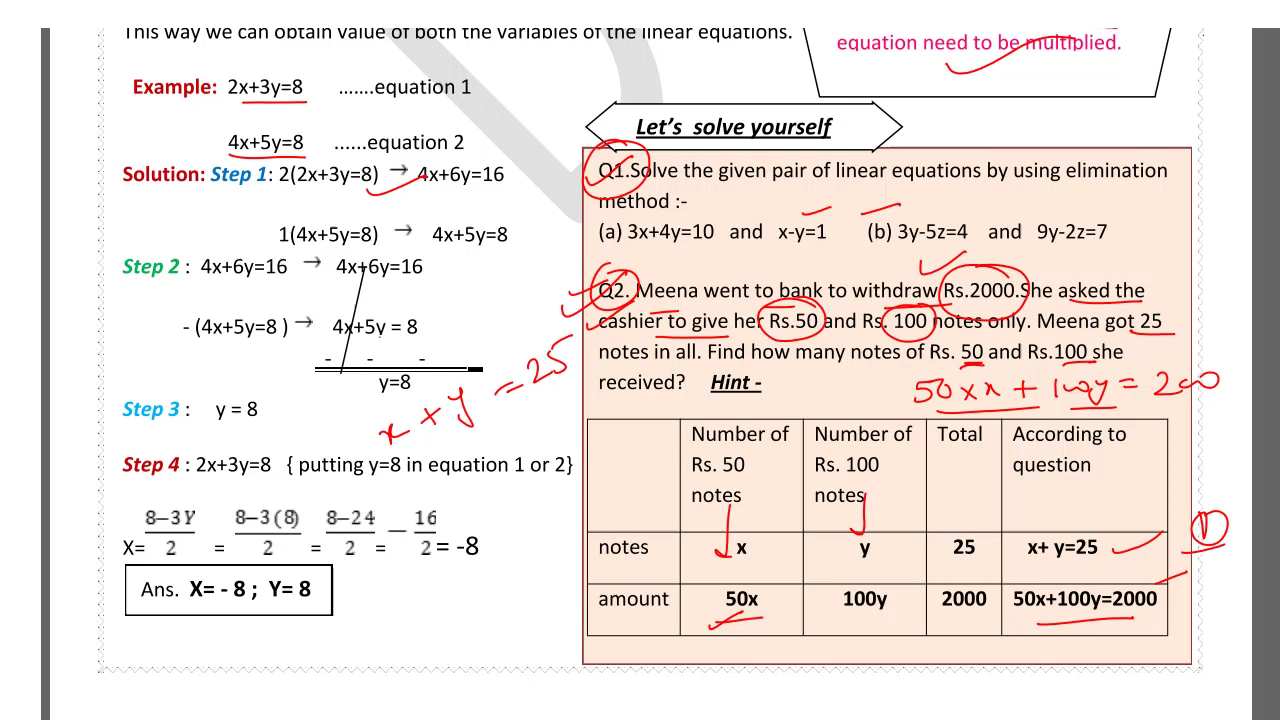 This way we can obtain value of both the variables of the linear equations.
equation need to be multiplied.
Example: 2x+3y=8 .......equation 1
4x+5y=8 ......equation 2
Solution: Step 1: 2(2x+3y=8) → 4x+6y=16
1(4x+5y=8) → 4x+5y=8
Step 2 : 4x+6y=16 → 4x+6y=16
- (4x+5y=8 ) → 4x+5y = 8
- - -
y=8
Step 3 : y = 8
Step 4 : 2x+3y=8 { putting y=8 in equation 1 or 2}
X= 8-3Y/2 = 8-3(8)/2 = 8-24/2 = - 16/2 = -8
Ans. X= - 8 ; Y= 8
x + y = 25
Let's solve yourself
Q1.Solve the given pair of linear equations by using elimination
method :-
(a) 3x+4y=10 and x-y=1 (b) 3y-5z=4 and 9y-2z=7
Q2. Meena went to bank to withdraw Rs.2000.She asked the
cashier to give her Rs.50 and Rs. 100 notes only. Meena got 25
notes in all. Find how many notes of Rs. 50 and Rs.100 she
received? Hint -
50xx + 100y = 200
Number of Rs. 50 notes Number of Rs. 100 notes Total According to question
notes x y 25 x+ y=25
amount 50x 100y 2000 50x+100y=2000